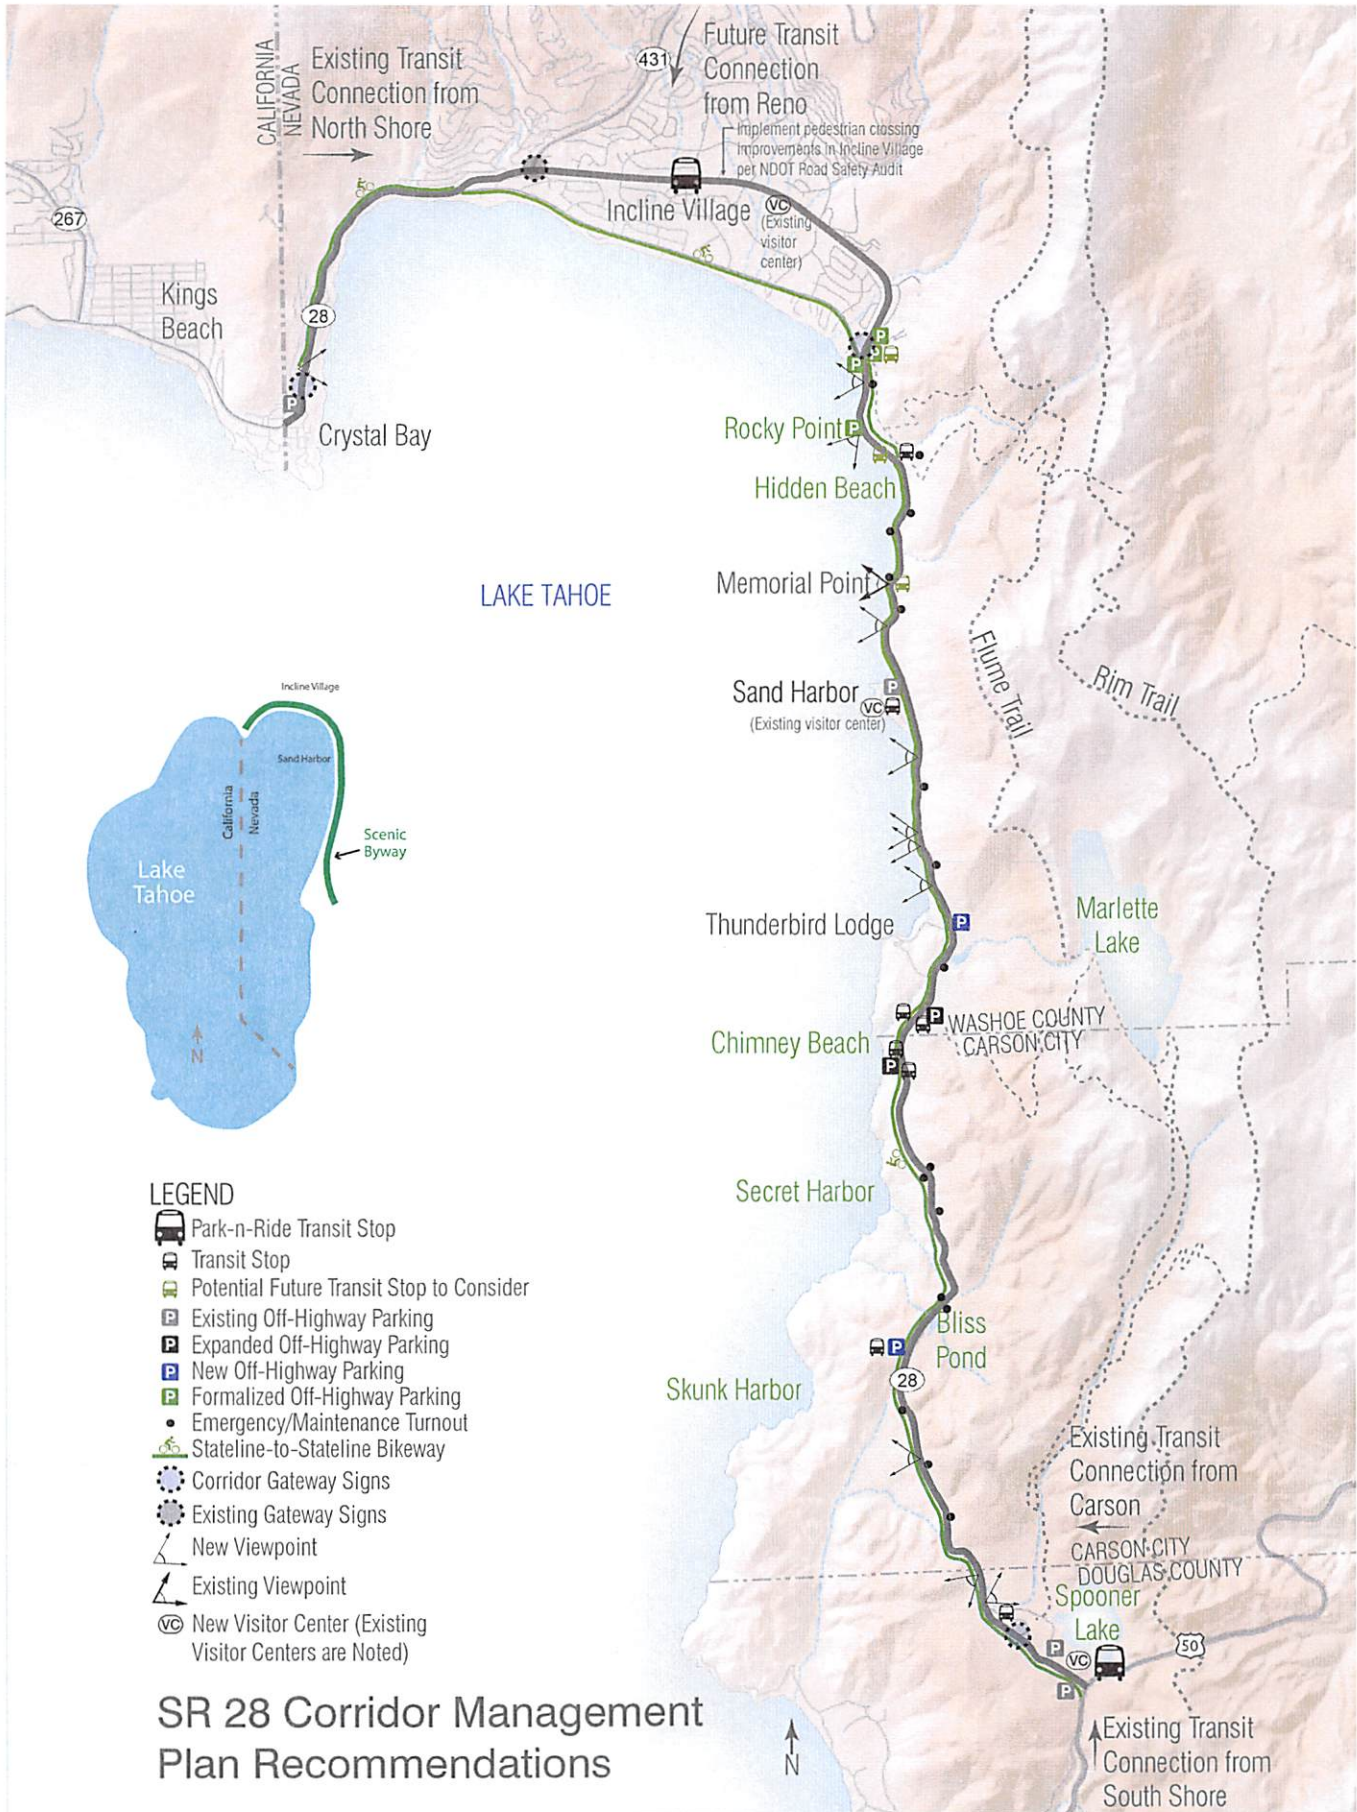 CALIFORNIA
NEVADA
Existing Transit
Connection from
North Shore
431
Future Transit
Connection
from Reno
Implement pedestrian crossing
improvements in Incline Village
per NDOT Road Safety Audit
267
Incline Village
VC
(Existing
visitor
center)
Kings
Beach
28
P
Crystal Bay
P
P
P
Rocky Point
P
Hidden Beach
LAKE TAHOE
Memorial Point
Flume Trail
Rim Trail
Sand Harbor
P
VC
(Existing visitor center)
Incline Village
Sand Harbor
California
Nevada
Scenic
Byway
Lake
Tahoe
N
Thunderbird Lodge
P
Marlette
Lake
P
WASHOE COUNTY
CARSON CITY
Chimney Beach
P
Secret Harbor
Bliss
Pond
P
28
Skunk Harbor
LEGEND
Park-n-Ride Transit Stop
Transit Stop
Potential Future Transit Stop to Consider
P Existing Off-Highway Parking
P Expanded Off-Highway Parking
P New Off-Highway Parking
P Formalized Off-Highway Parking
Emergency/Maintenance Turnout
Stateline-to-Stateline Bikeway
Corridor Gateway Signs
Existing Gateway Signs
New Viewpoint
Existing Viewpoint
VC New Visitor Center (Existing
Visitor Centers are Noted)
Existing Transit
Connection from
Carson
CARSON CITY
DOUGLAS COUNTY
Spooner
Lake
P
VC
50
P
Existing Transit
Connection from
South Shore
N
SR 28 Corridor Management
Plan Recommendations